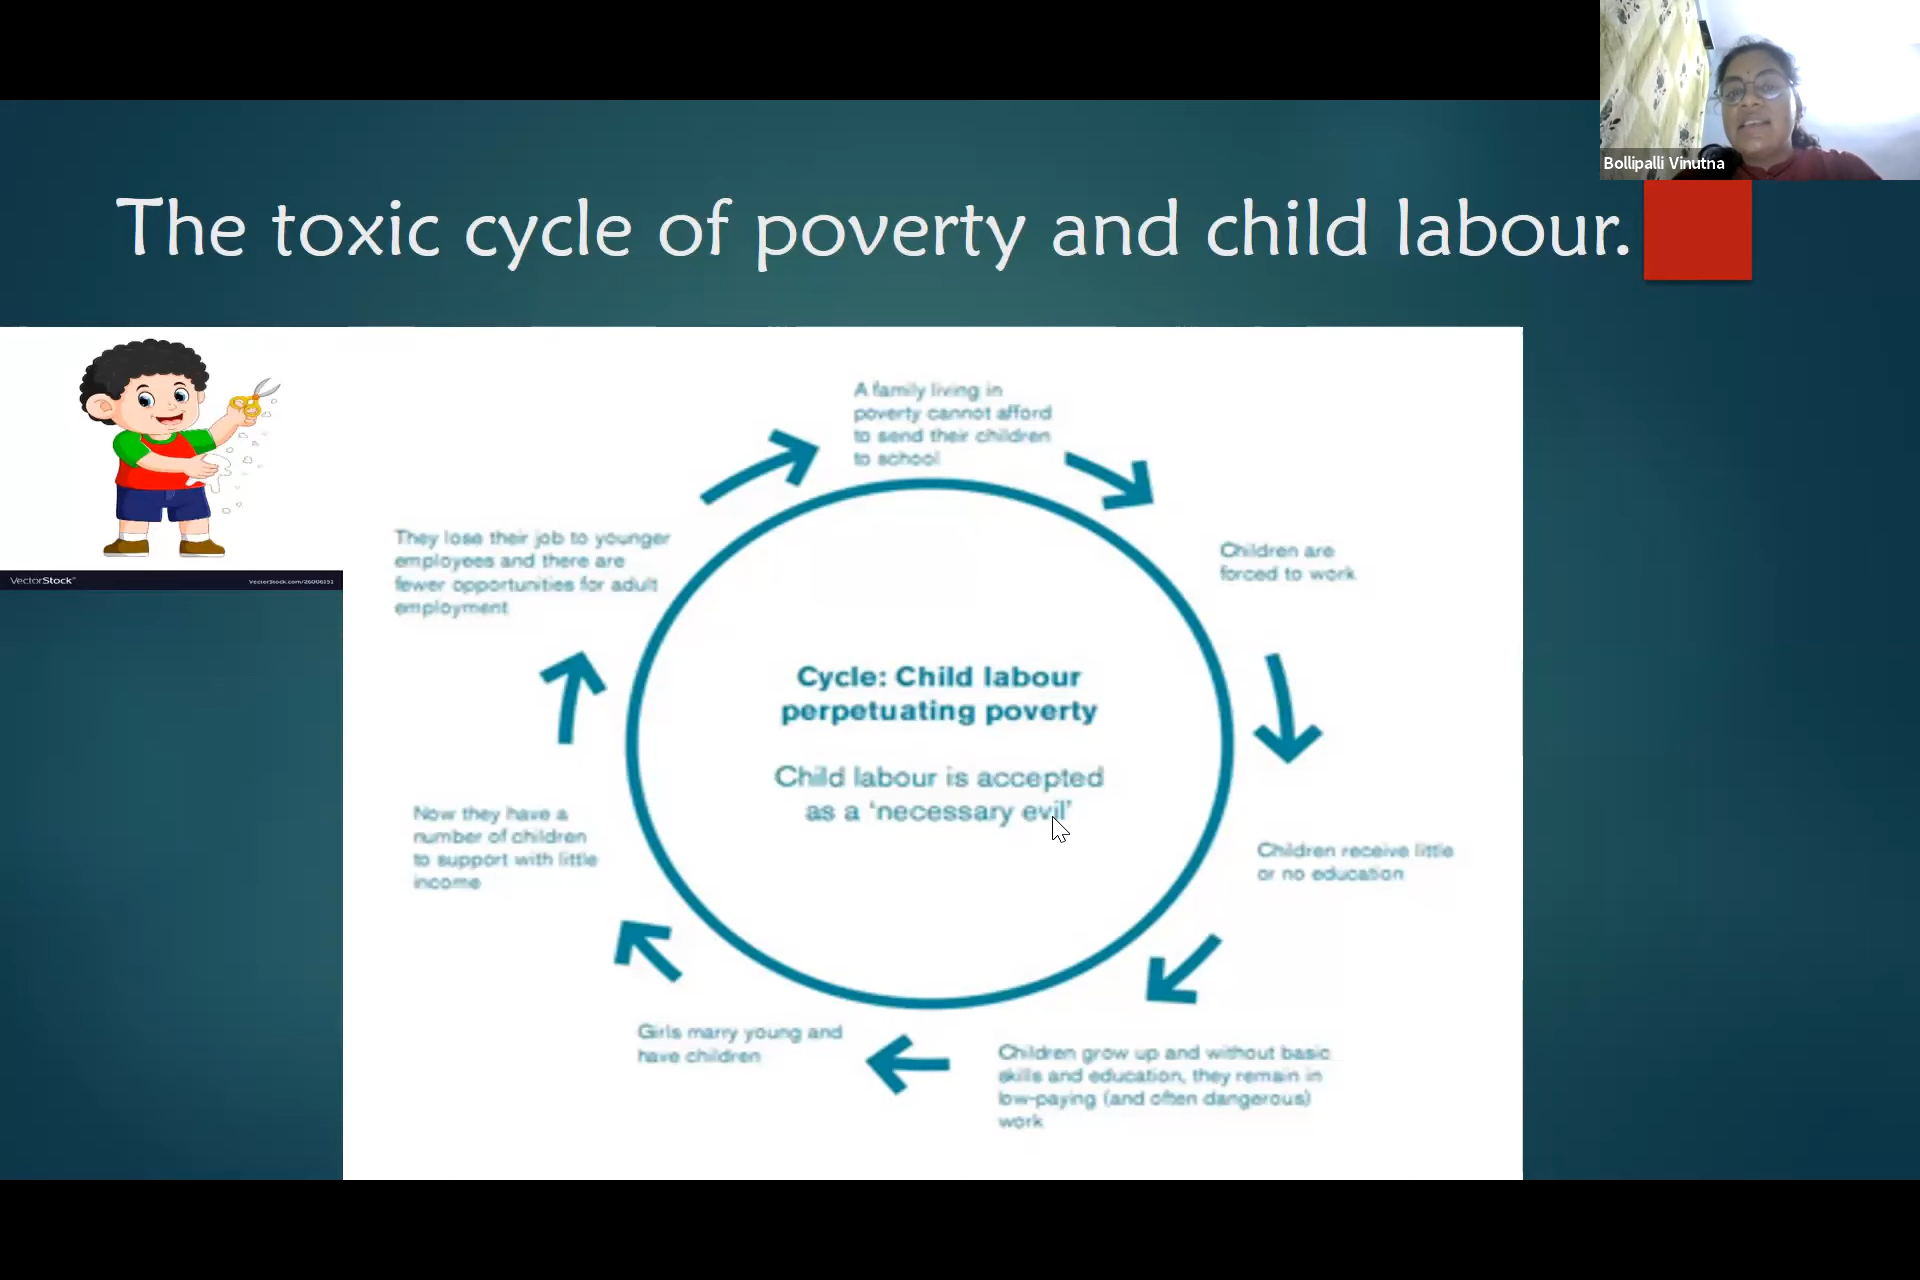 Bollipalli Vinutna
The toxic cycle of poverty and child labour.
A family living in
poverty cannot afford
to send their children
to school
Children are
forced to work
Children receive little
or no education
Children grow up and without basic
skills and education, they remain in
low-paying (and often dangerous)
work
Girls marry young and
have children
Now they have a
number of children
to support with little
income
They lose their job to younger
employees and there are
fewer opportunities for adult
employment
Cycle: Child labour
perpetuating poverty
Child labour is accepted
as a ‘necessary evil’
VectorStock®